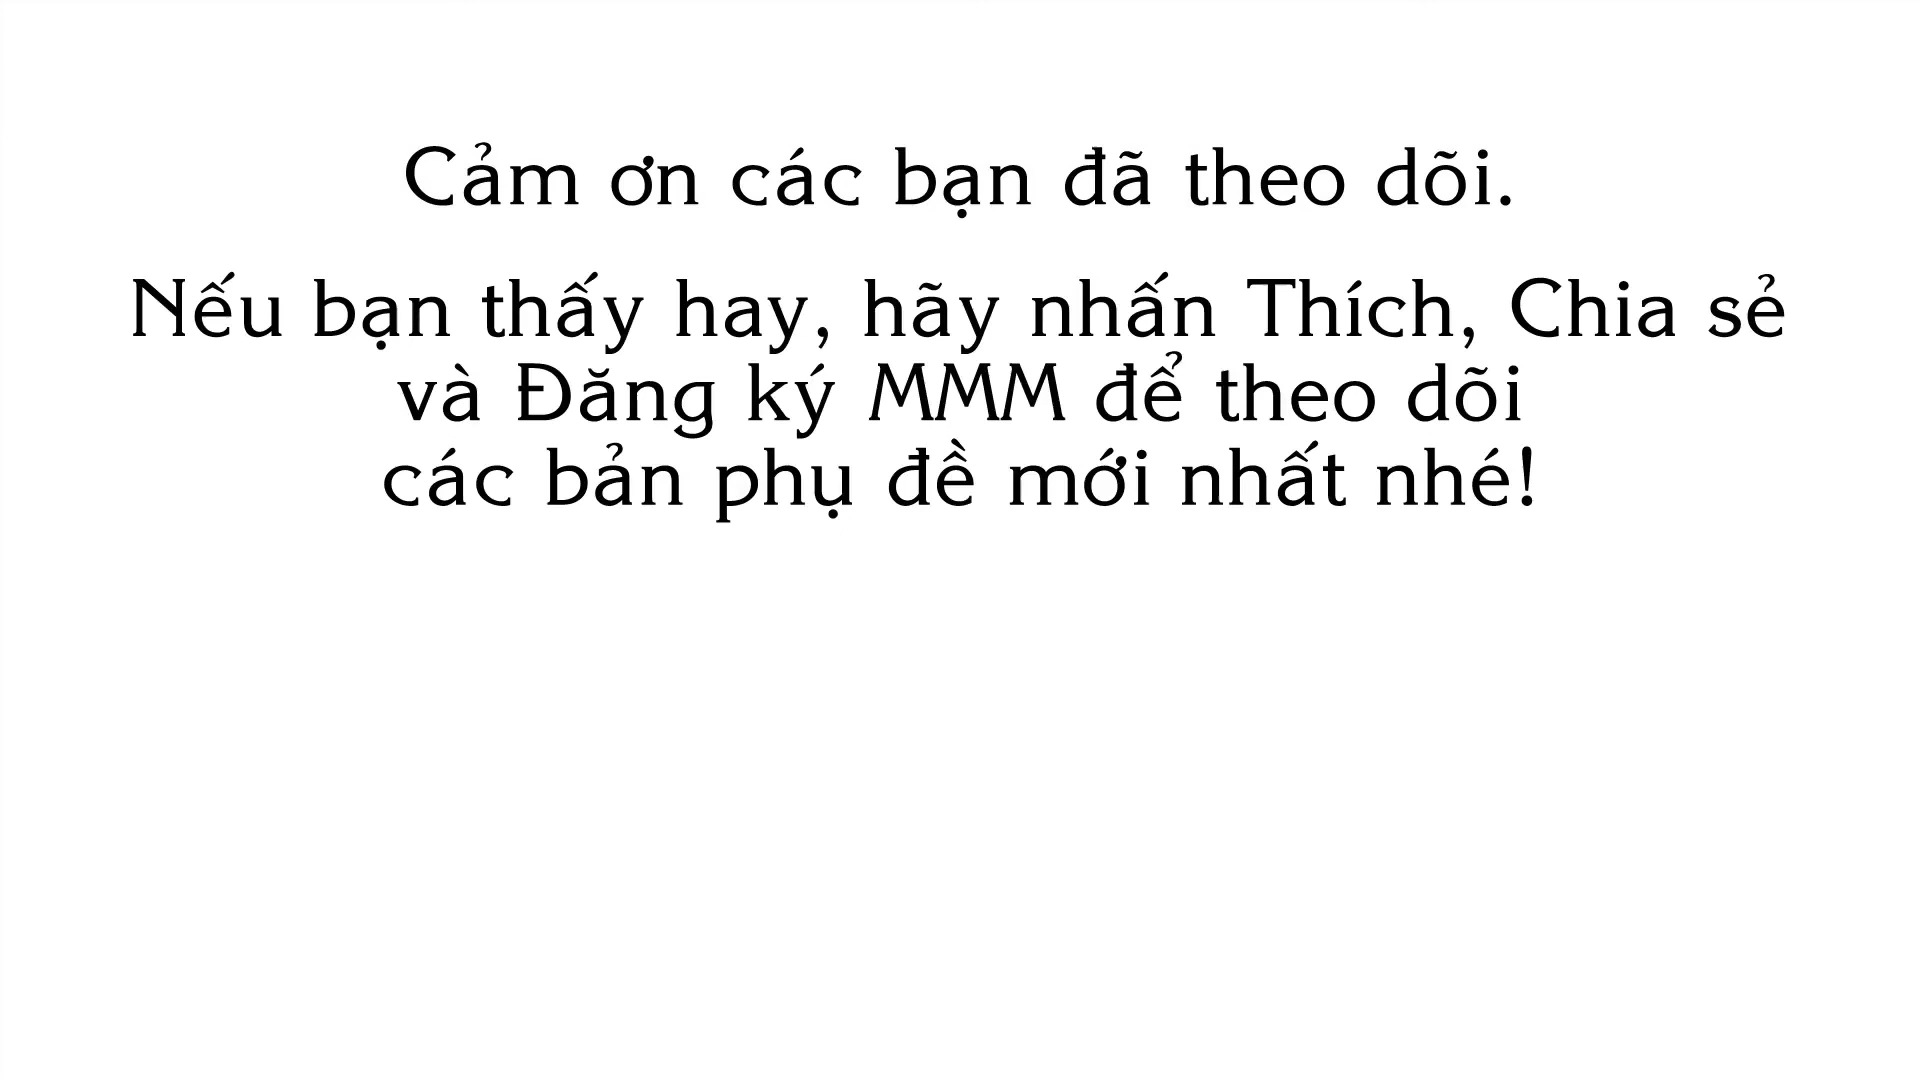 Cảm ơn các bạn đã theo dõi.
Nếu bạn thấy hay, hãy nhấn Thích, Chia sẻ
và Đăng ký MMM để theo dõi
các bản phụ đề mới nhất nhé!